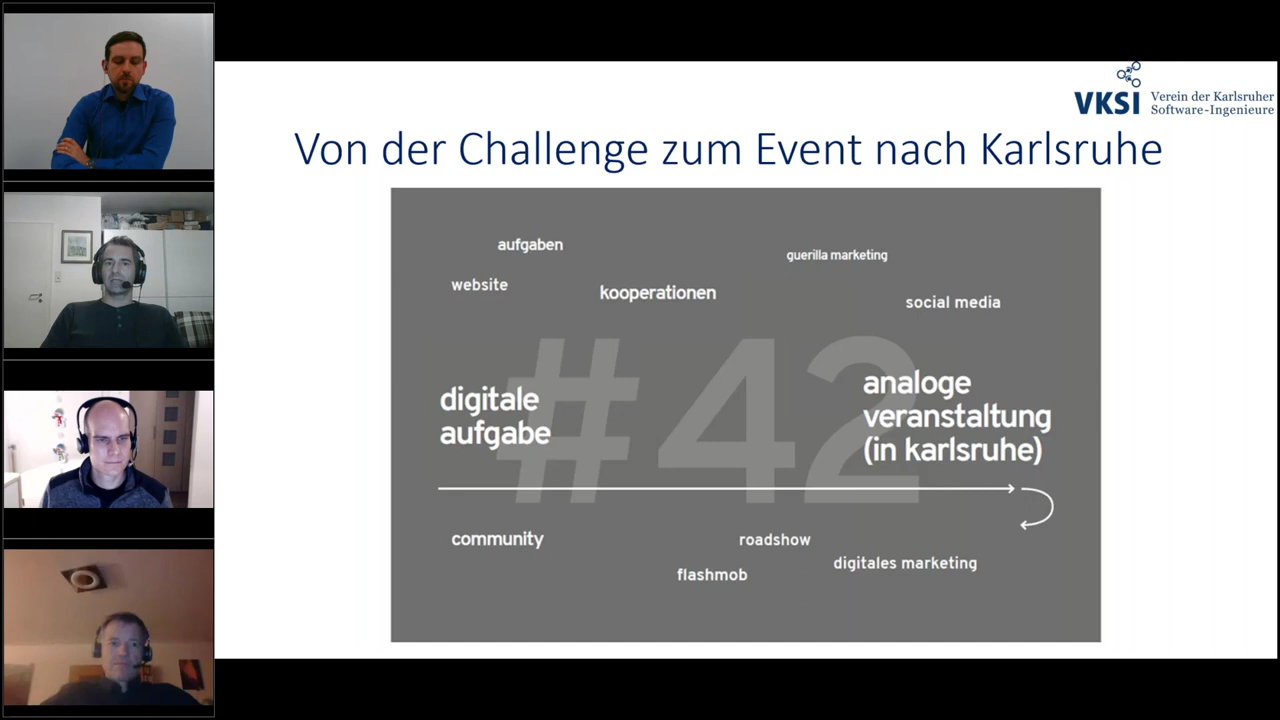 VKSI Verein der Karlsruher
Software-Ingenieure
Von der Challenge zum Event nach Karlsruhe
aufgaben
guerilla marketing
website
kooperationen
social media
#42
digitale
aufgabe
analoge
veranstaltung
(in karlsruhe)
community
roadshow
flashmob
digitales marketing